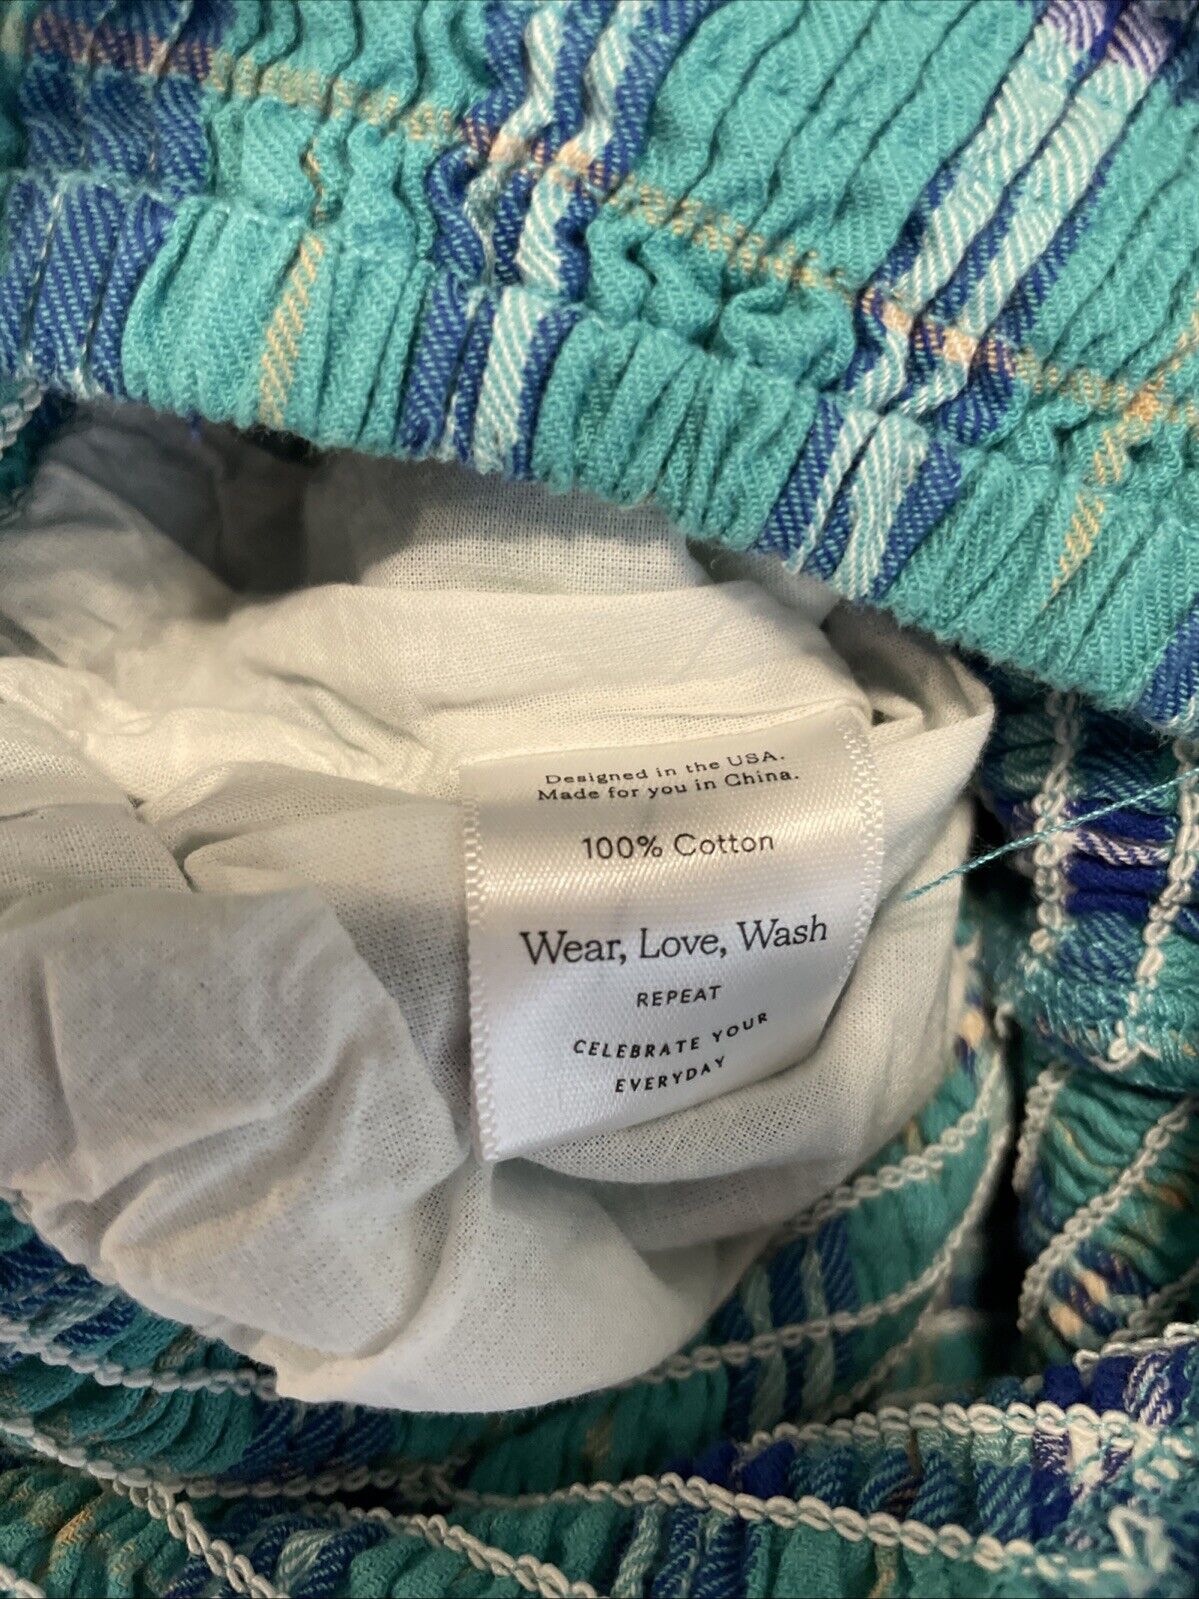 Designed in the USA.
Made for you in China.
100% Cotton
Wear, Love, Wash
REPEAT
CELEBRATE YOUR
EVERYDAY